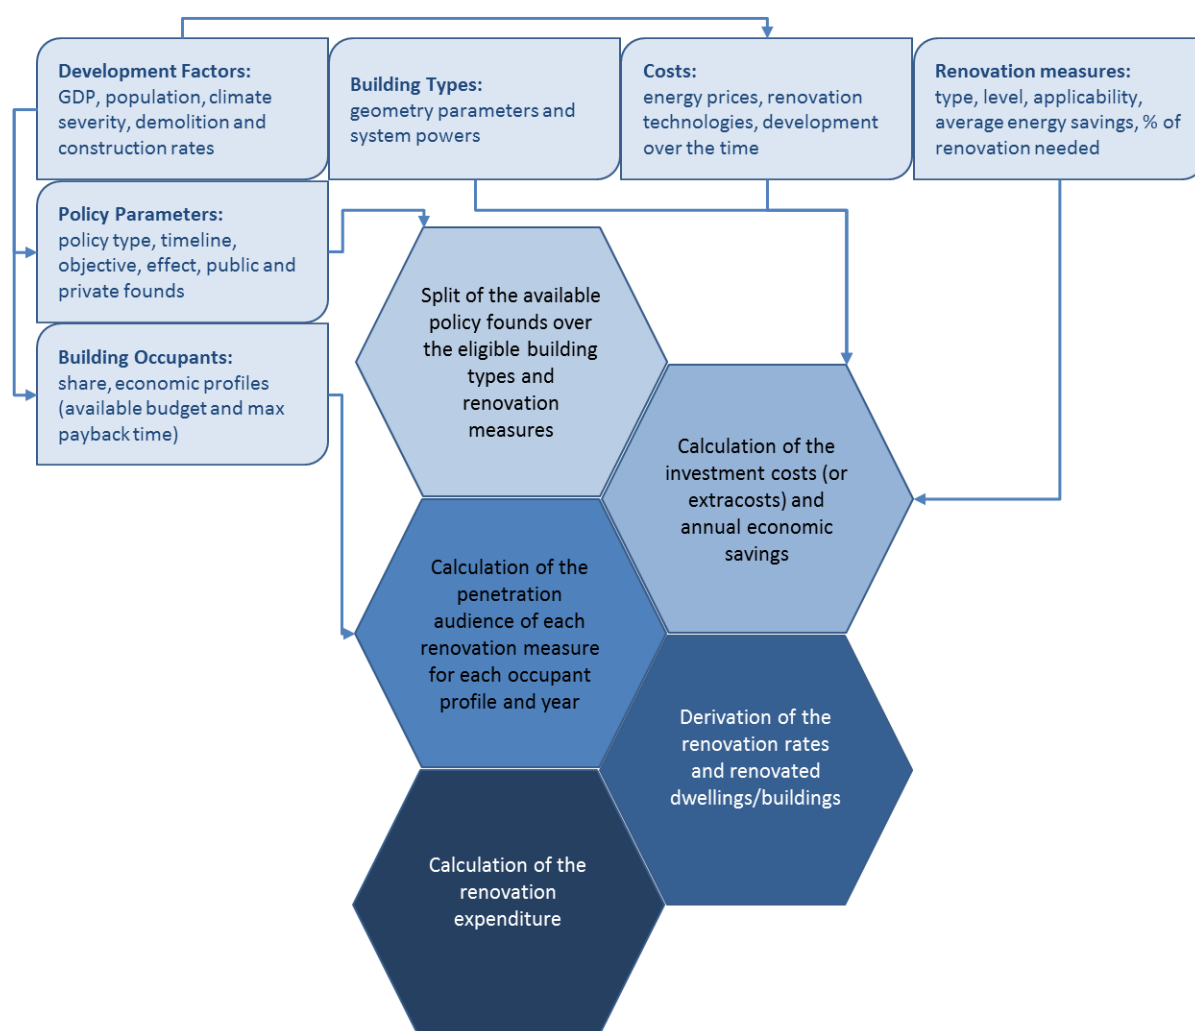 Development Factors:
GDP, population, climate
severity, demolition and
construction rates
Building Types:
geometry parameters and
system powers
Costs:
energy prices, renovation
technologies, development
over the time
Renovation measures:
type, level, applicability,
average energy savings, % of
renovation needed
Policy Parameters:
policy type, timeline,
objective, effect, public and
private founds
Building Occupants:
share, economic profiles
(available budget and max
payback time)
Split of the available
policy founds over
the eligible building
types and
renovation
measures
Calculation of the
investment costs (or
extracosts) and
annual economic
savings
Calculation of the
penetration
audience of each
renovation measure
for each occupant
profile and year
Derivation of the
renovation rates
and renovated
dwellings/buildings
Calculation of the
renovation
expenditure